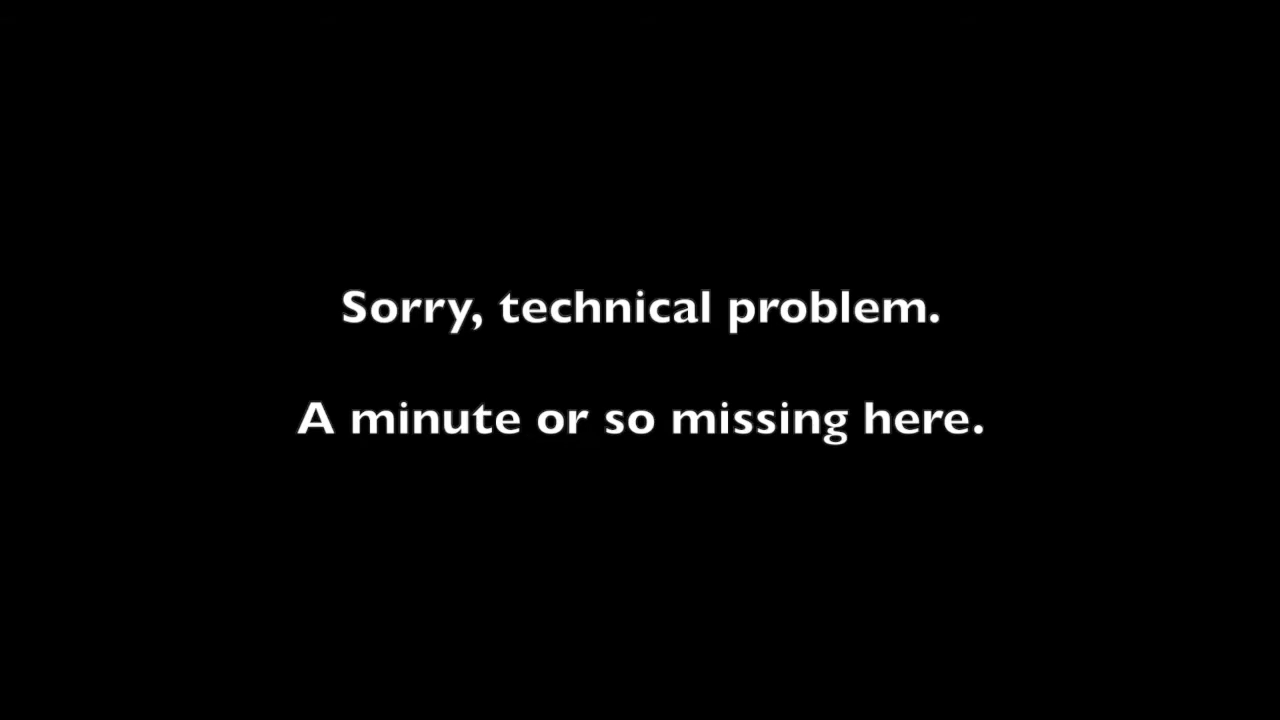 Sorry, technical problem.
A minute or so missing here.